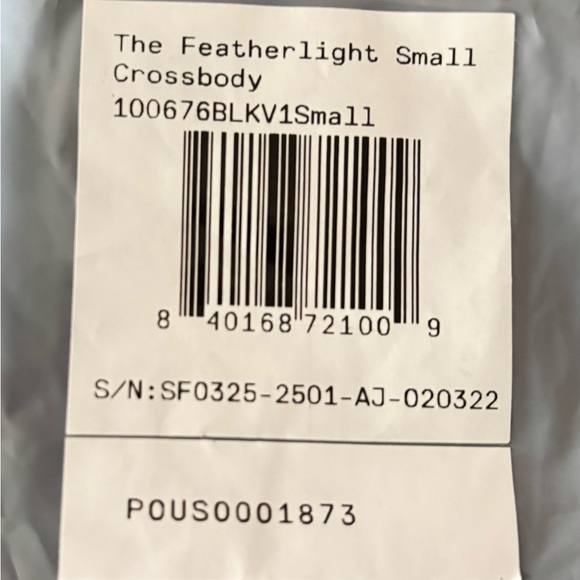 The Featherlight Small
Crossbody
100676BLKV1Small
8 40168 72100 9
S/N:SF0325-2501-AJ-020322
POUS0001873